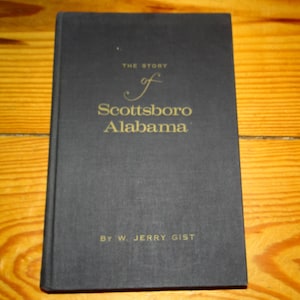 THE STORY
of
Scottsboro
Alabama
By W. JERRY GIST